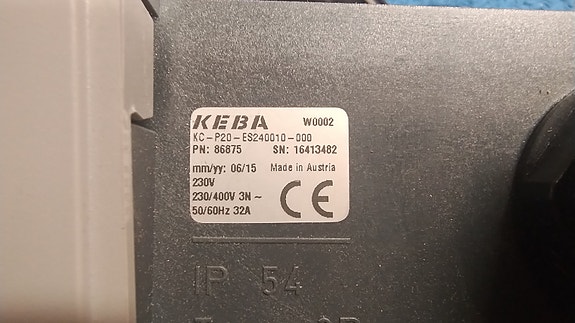 KEBA W0002
KC-P20-ES240010-000
PN: 86875 SN: 16413482
mm/yy: 06/15 Made in Austria
230V
230/400V 3N ~
50/60Hz 32A
CE
IP 54